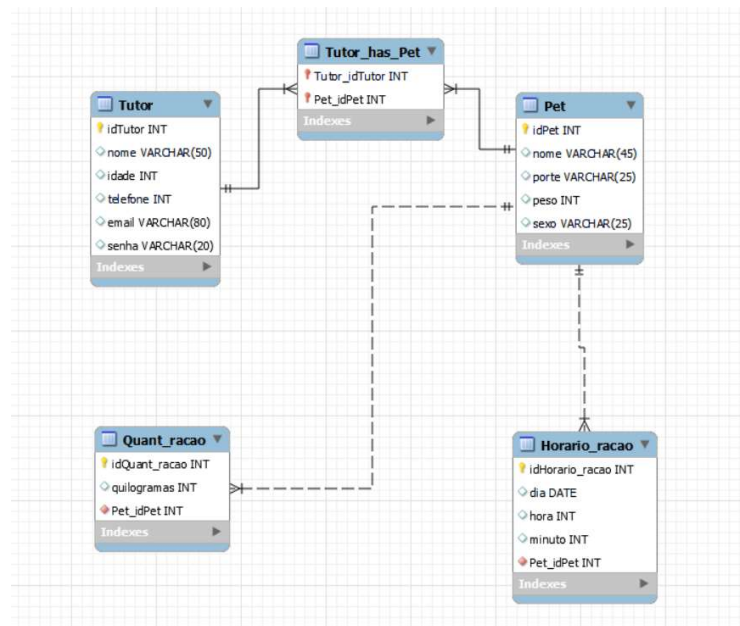 Tutor_has_Pet
Tutor_idTutor INT
Pet_idPet INT
Indexes
Tutor
idTutor INT
nome VARCHAR(50)
idade INT
telefone INT
email VARCHAR(80)
senha VARCHAR(20)
Indexes
Pet
idPet INT
nome VARCHAR(45)
porte VARCHAR(25)
peso INT
sexo VARCHAR(25)
Indexes
Quant_racao
idQuant_racao INT
quilogramas INT
Pet_idPet INT
Indexes
Horario_racao
idHorario_racao INT
dia DATE
hora INT
minuto INT
Pet_idPet INT
Indexes